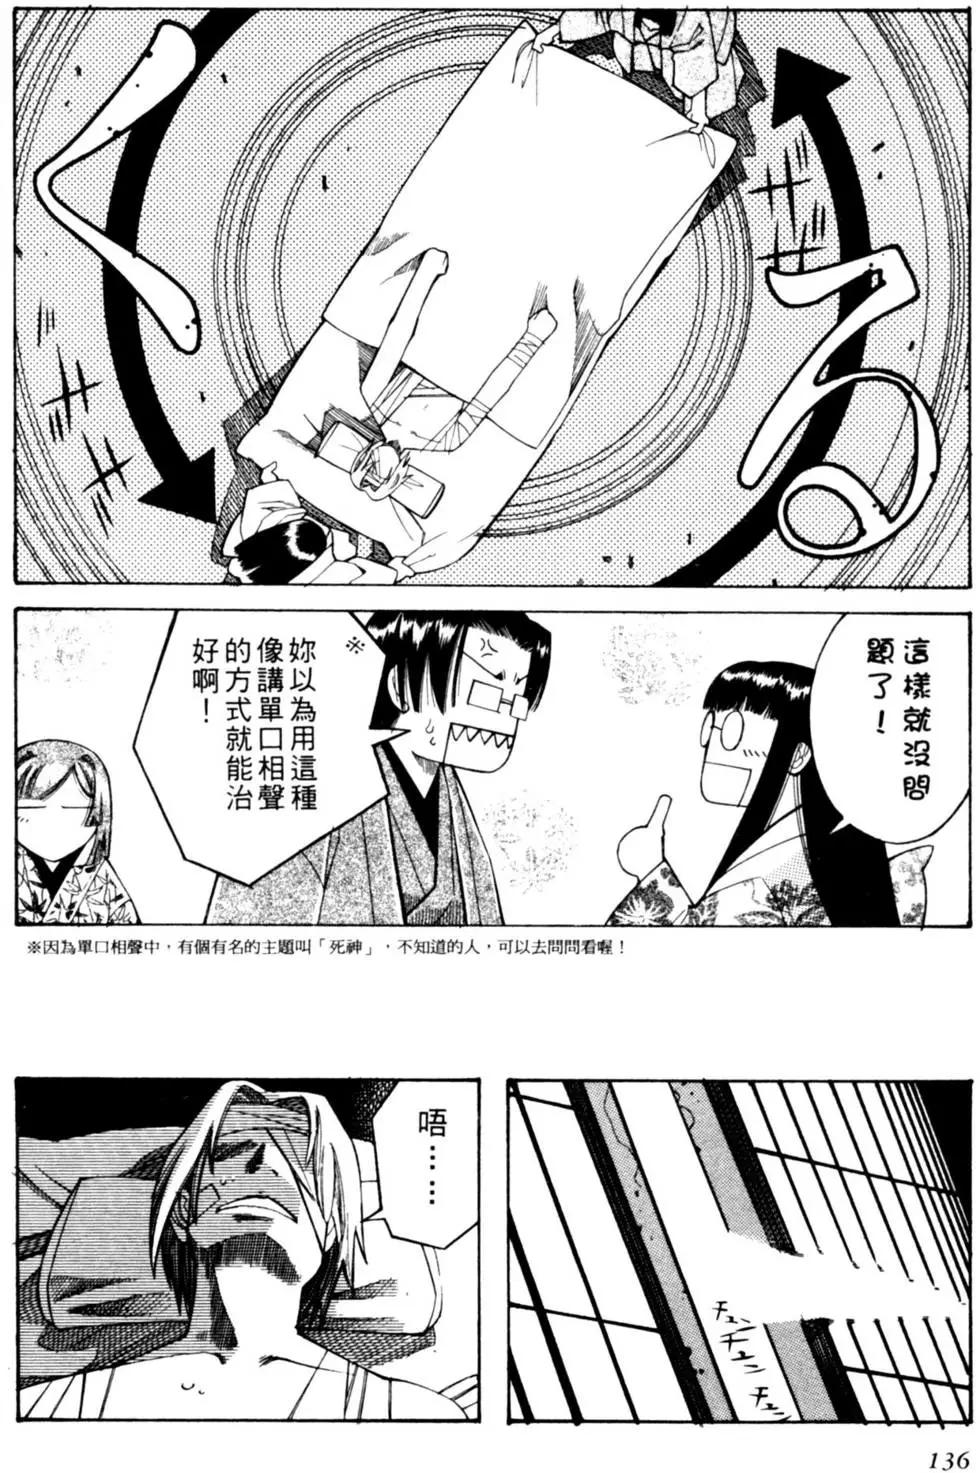 くる
這樣就沒問
題了！
※
妳以為用這種
像講單口相聲
的方式就能治
好啊！
※因為單口相聲中，有個有名的主題叫「死神」，不知道的人，可以去問問看喔！
チュン
チュン
チュン
唔……
136